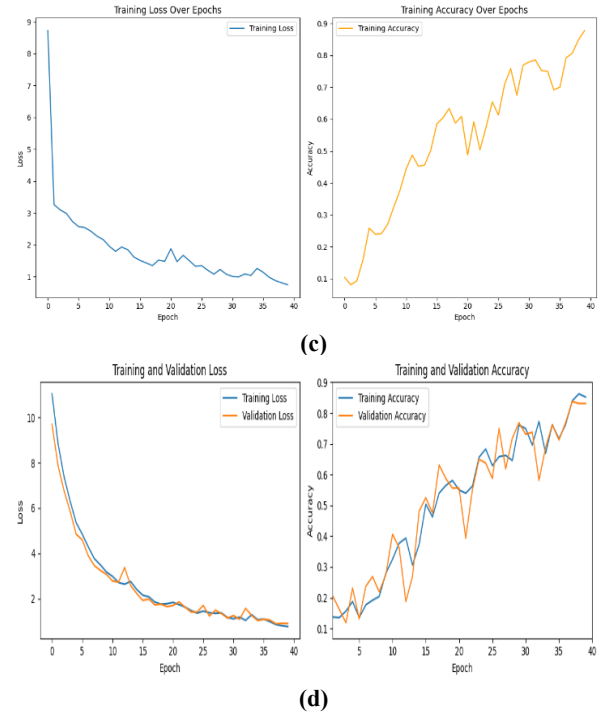 Training Loss Over Epochs
Training Loss
Loss
9
8
7
6
5
4
3
2
1
0 5 10 15 20 25 30 35 40
Epoch
Training Accuracy Over Epochs
Training Accuracy
Accuracy
0.9
0.8
0.7
0.6
0.5
0.4
0.3
0.2
0.1
0 5 10 15 20 25 30 35 40
Epoch
(c)
Training and Validation Loss
Training Loss
Validation Loss
Loss
10
8
6
4
2
0 5 10 15 20 25 30 35 40
Epoch
Training and Validation Accuracy
Training Accuracy
Validation Accuracy
Accuracy
0.9
0.8
0.7
0.6
0.5
0.4
0.3
0.2
0.1
5 10 15 20 25 30 35 40
Epoch
(d)